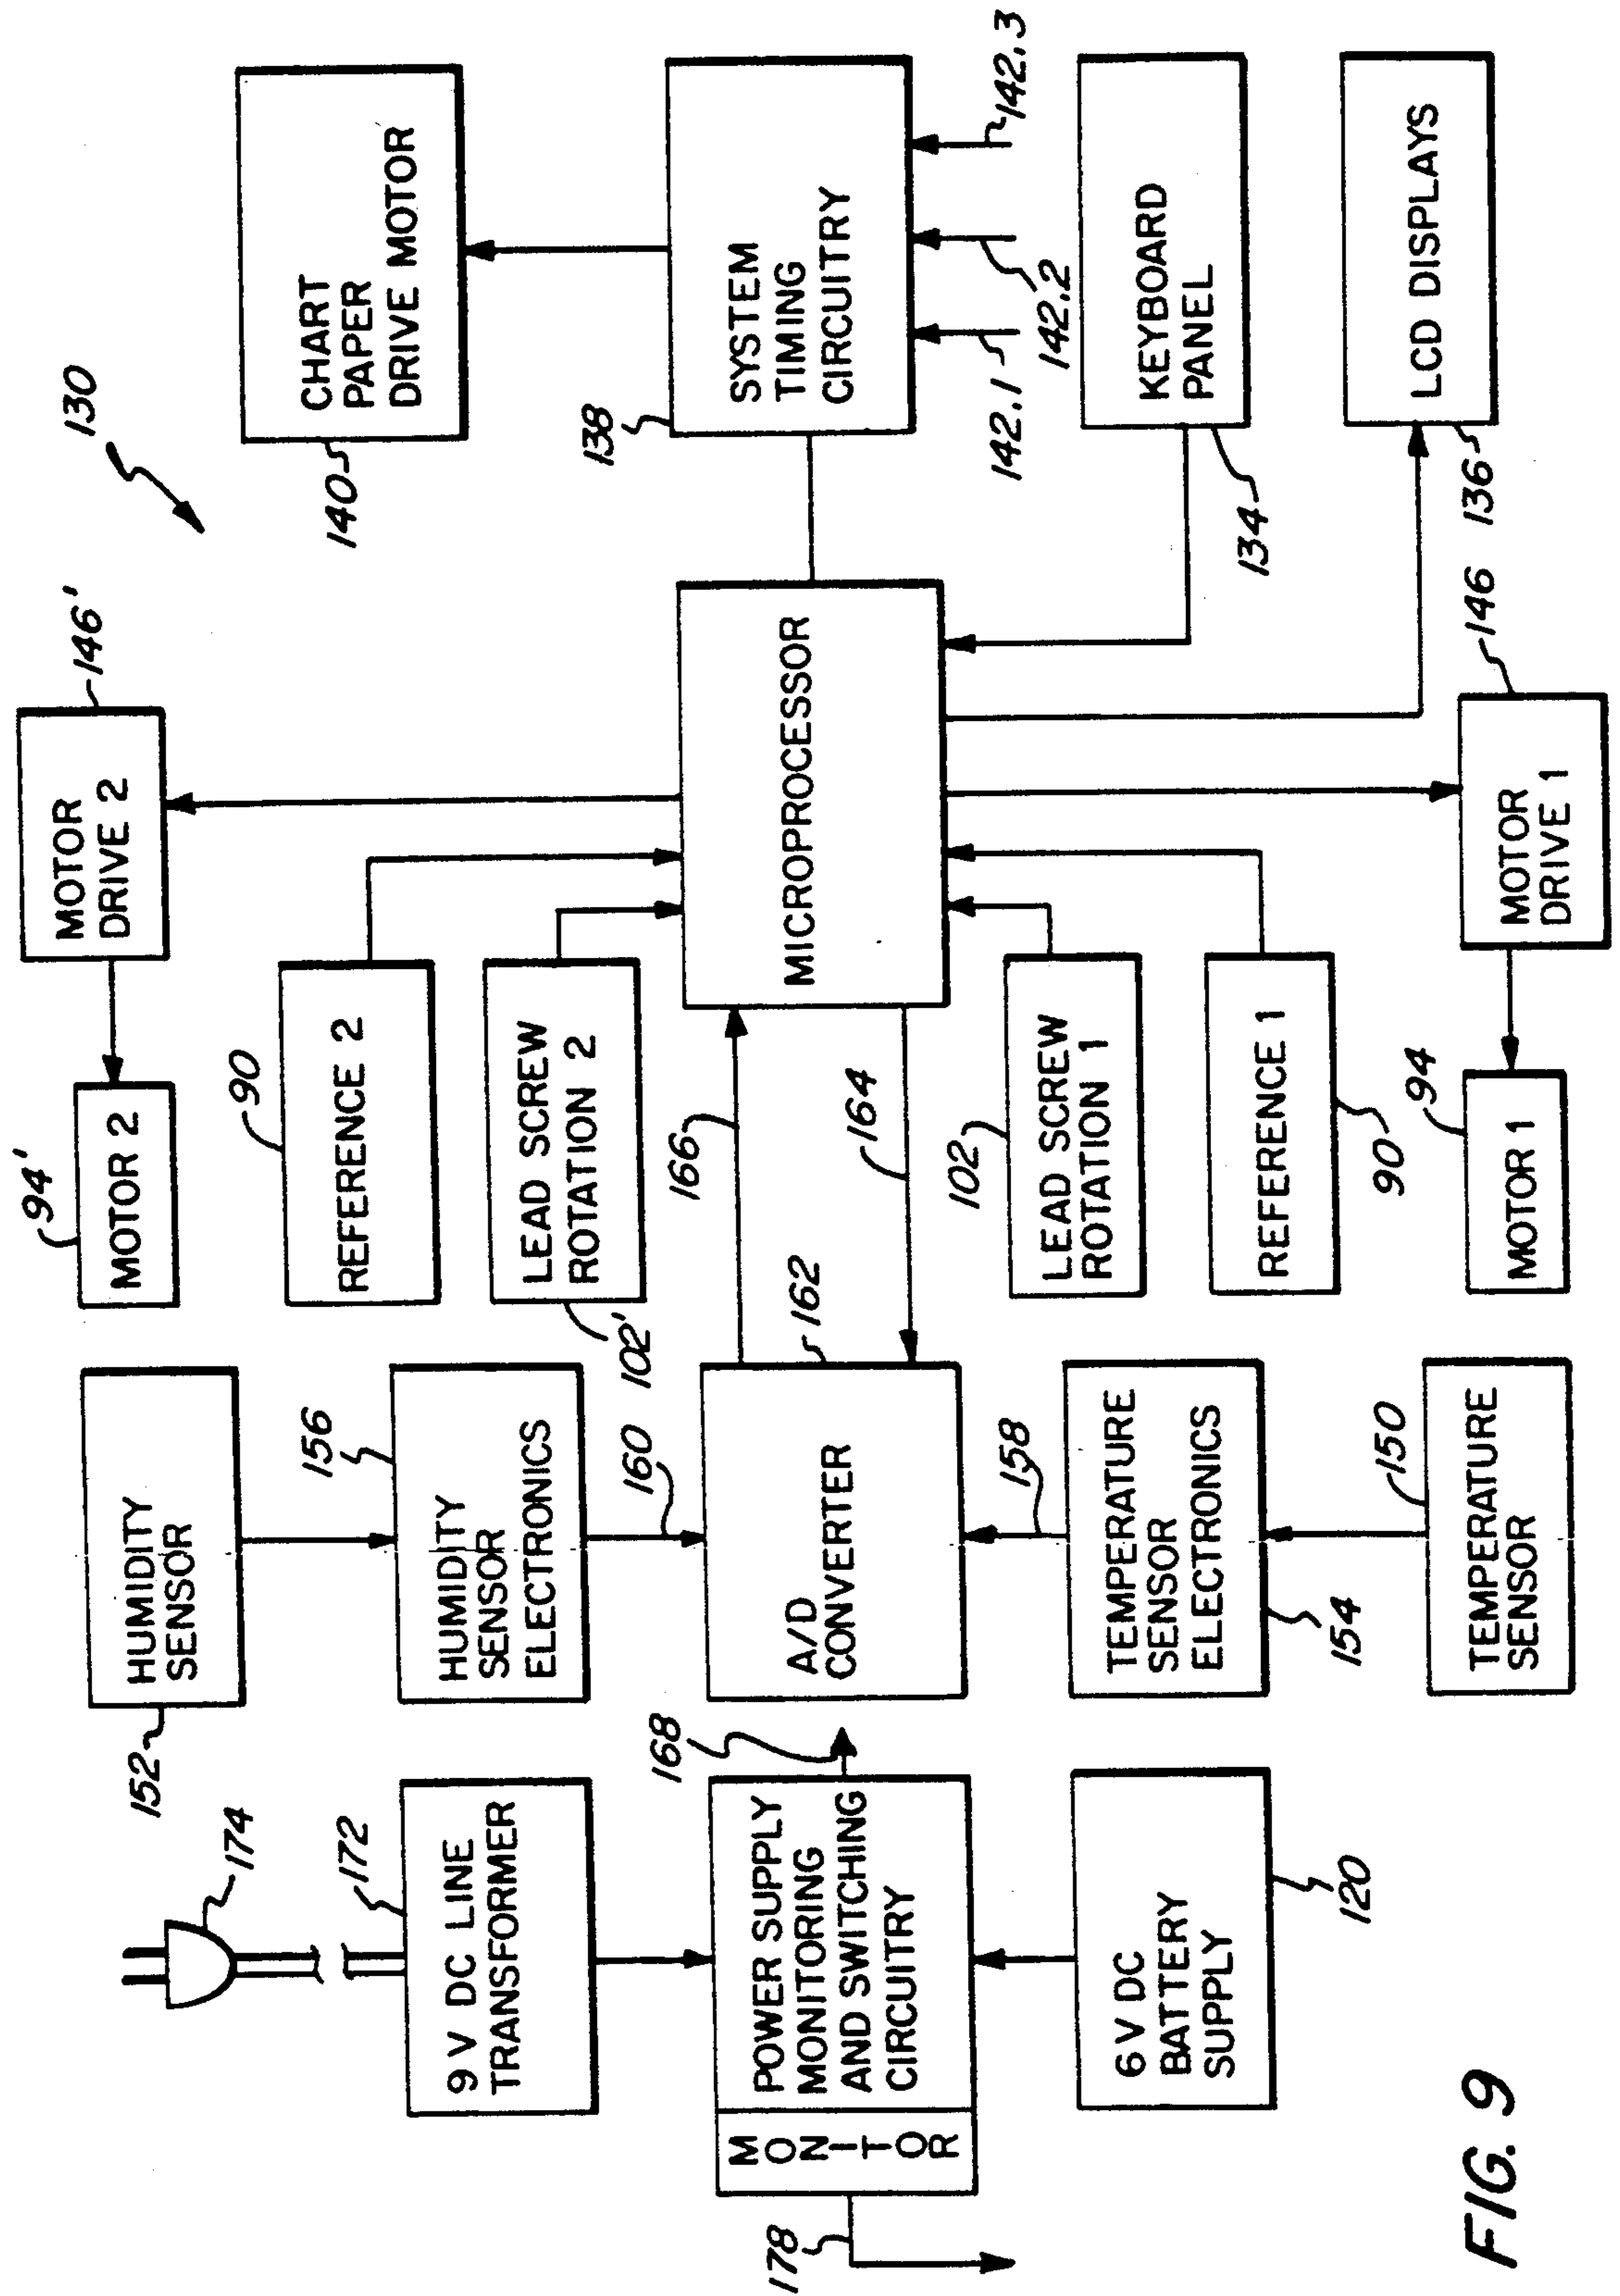 130
94'
MOTOR 2
MOTOR
DRIVE 2
146'
152
HUMIDITY
SENSOR
90
REFERENCE 2
140
CHART
PAPER
DRIVE MOTOR
174
172
9 V DC LINE
TRANSFORMER
156
HUMIDITY
SENSOR
ELECTRONICS
160
LEAD SCREW
ROTATION 2
102'
138
SYSTEM
TIMING
CIRCUITRY
142.1
142.2
142.3
178
MONITOR
POWER SUPPLY
MONITORING
AND SWITCHING
CIRCUITRY
168
A/D
CONVERTER
162
166
164
MICROPROCESSOR
6 V DC
BATTERY
SUPPLY
120
158
TEMPERATURE
SENSOR
ELECTRONICS
154
102
LEAD SCREW
ROTATION 1
KEYBOARD
PANEL
134
150
TEMPERATURE
SENSOR
REFERENCE 1
90
94
MOTOR 1
MOTOR
DRIVE 1
146
LCD DISPLAYS
136
FIG. 9